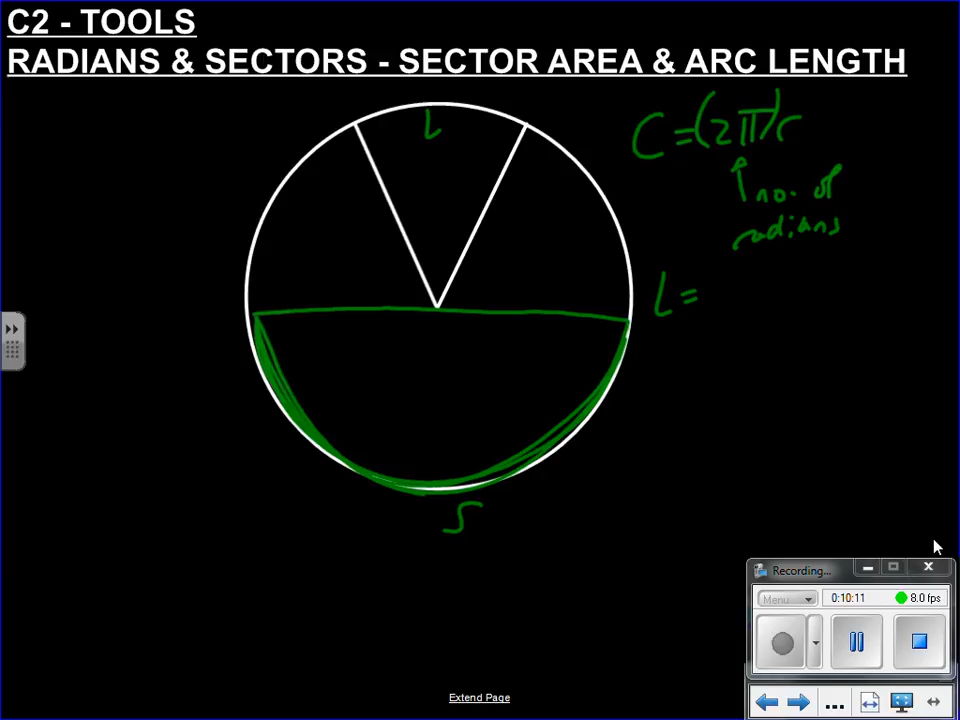 C2 - TOOLS
RADIANS & SECTORS - SECTOR AREA & ARC LENGTH
L
C = (2π)r
no. of
radians
L =
S
Recording...
Menu
0:10:11
8.0 fps
...
Extend Page